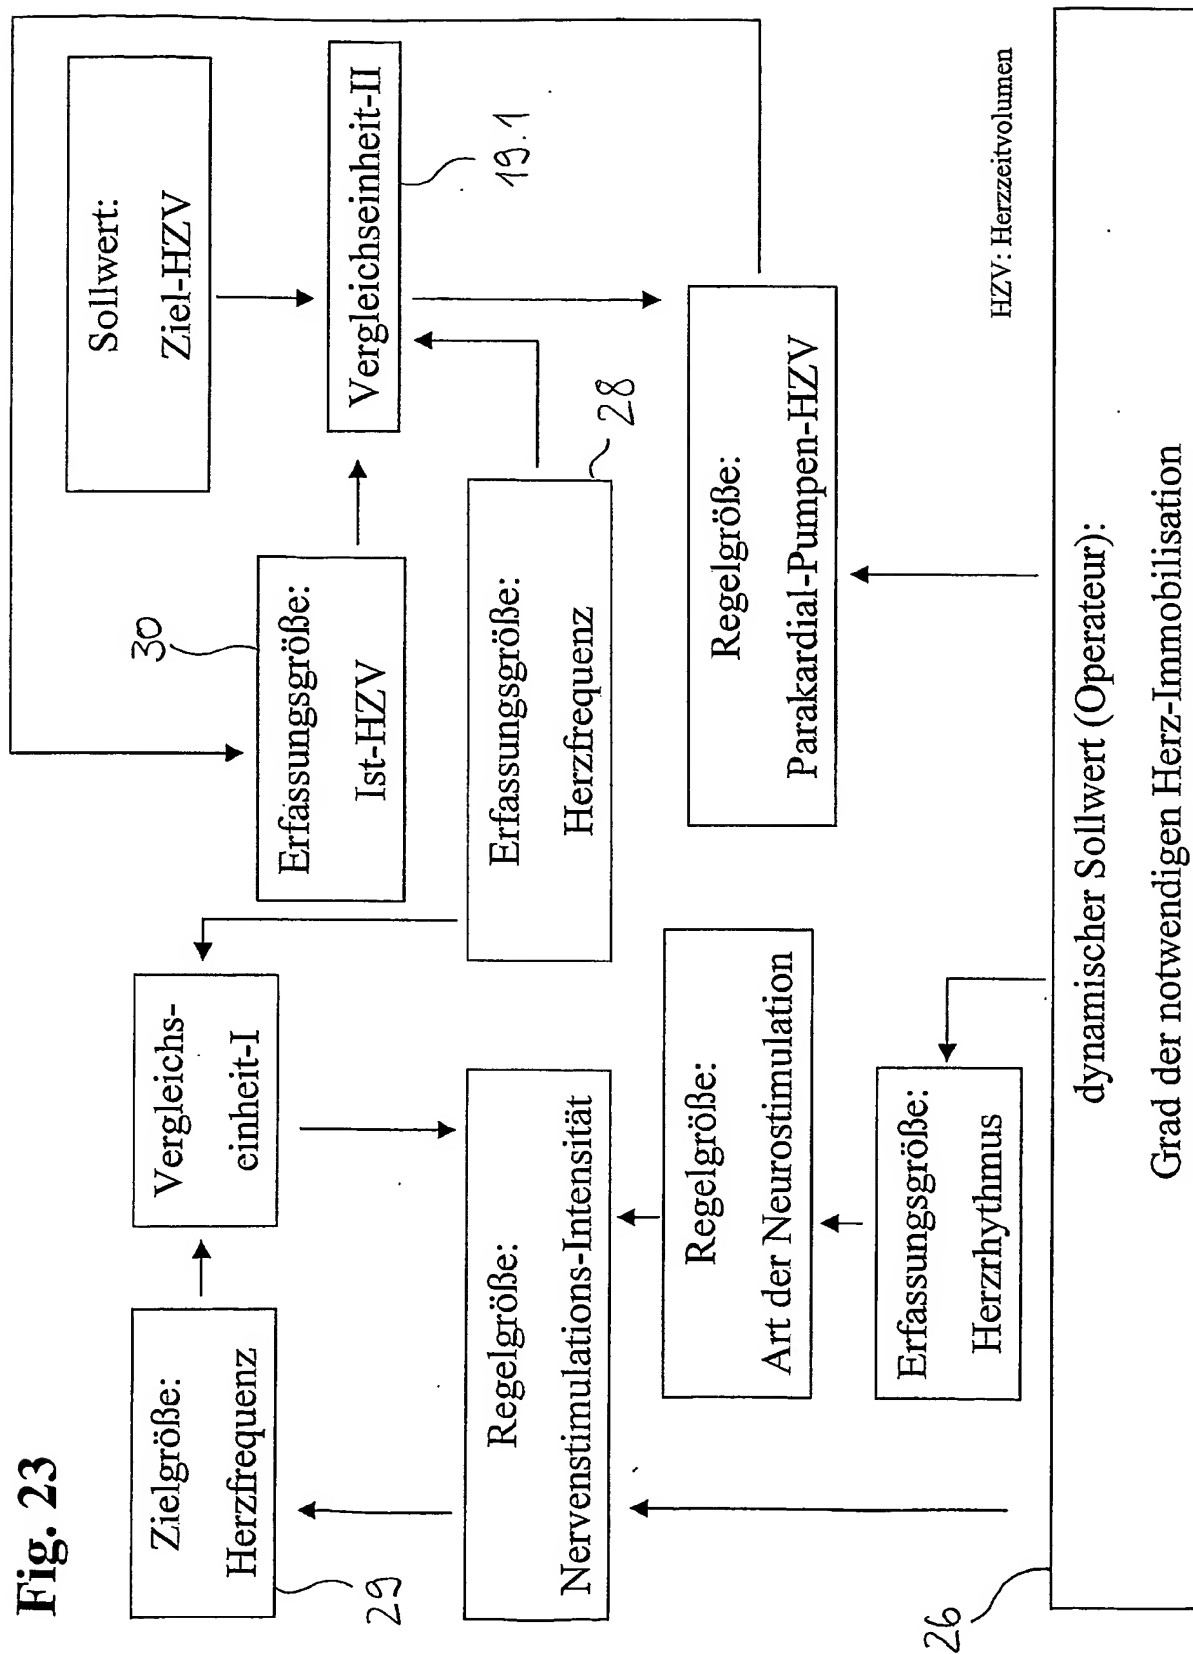 Fig. 23
Zielgröße:
Herzfrequenz
29
Vergleichs-
einheit-I
Erfassungsgröße:
Ist-HZV
30
Sollwert:
Ziel-HZV
Vergleichseinheit-II
19.1
Regelgröße:
Nervenstimulations-Intensität
Erfassungsgröße:
Herzfrequenz
28
Regelgröße:
Art der Neurostimulation
Regelgröße:
Parakardial-Pumpen-HZV
Erfassungsgröße:
Herzrhythmus
HZV: Herzzeitvolumen
26
dynamischer Sollwert (Operateur):
Grad der notwendigen Herz-Immobilisation